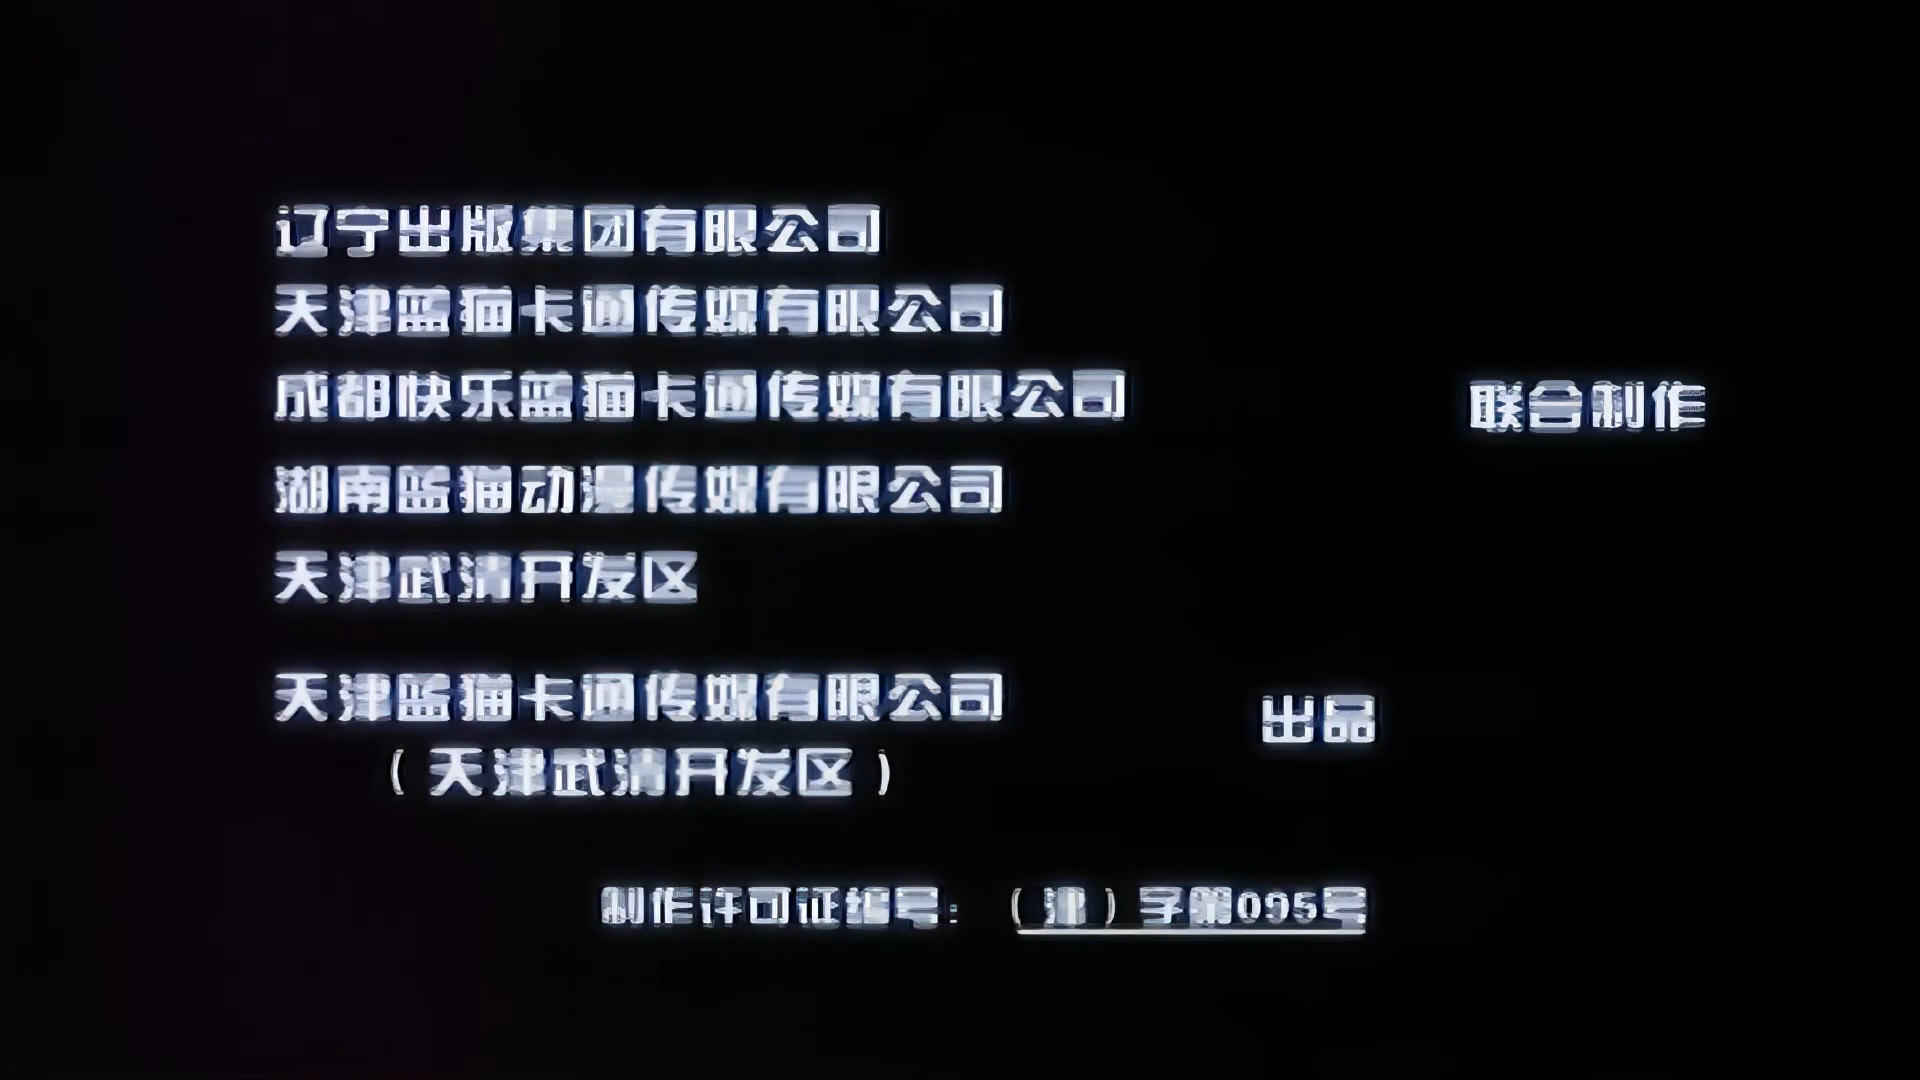 辽宁出版集团有限公司
天津蓝猫卡通传媒有限公司
成都快乐蓝猫卡通传媒有限公司
联合制作
湖南蓝猫动漫传媒有限公司
天津武清开发区
天津蓝猫卡通传媒有限公司
出品
（天津武清开发区）
制作许可证编号：（津）字第095号